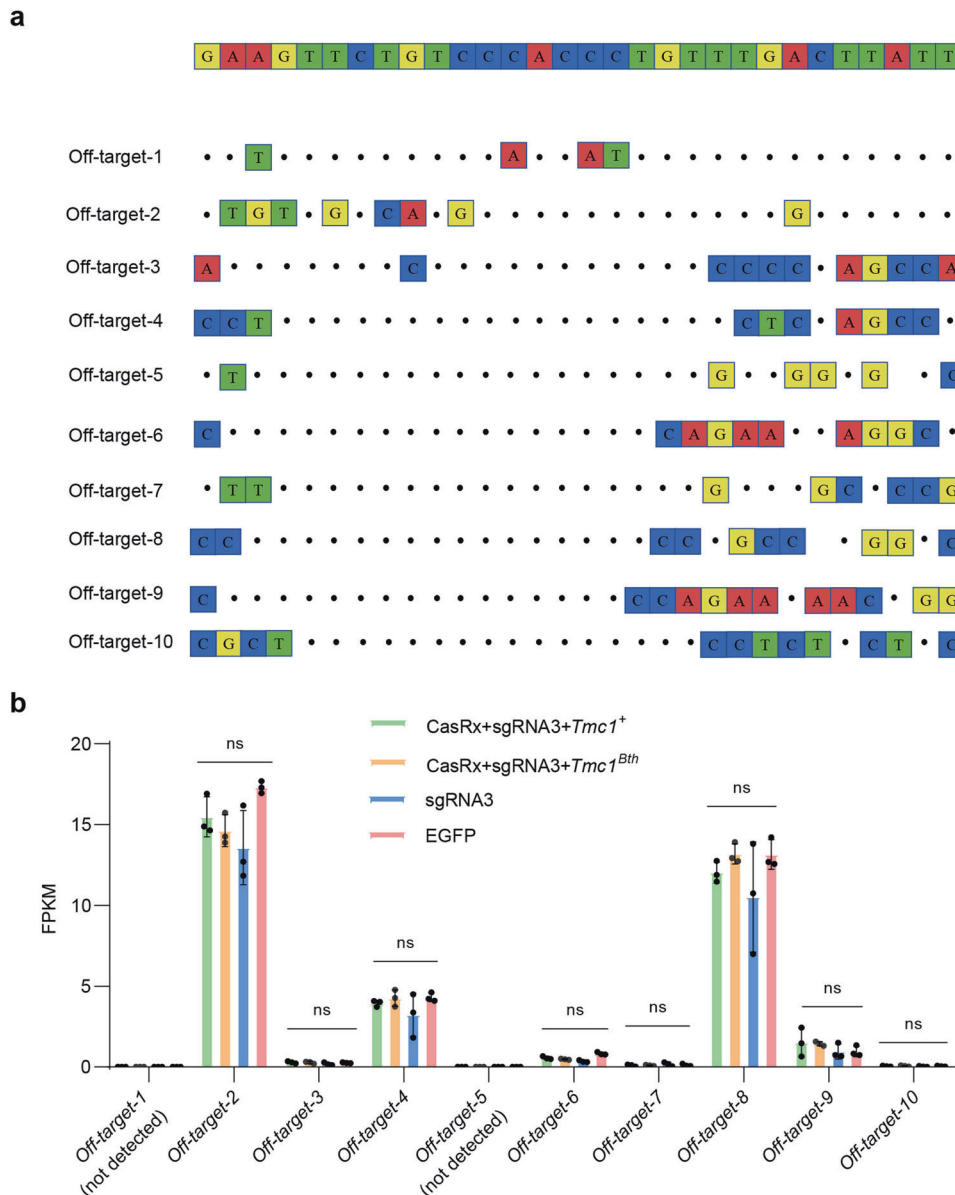 a
G A A G T T C T G T C C C A C C C T G T T T G A C T T A T T
Off-target-1 • • T • • • • • • • • • A • • A T • • • • • • • • • • • • •
Off-target-2 • T G T • G • C A • G • • • • • • • • • • • • G • • • • • •
Off-target-3 A • • • • • • • C • • • • • • • • • • • C C C C • A G C C A
Off-target-4 C C T • • • • • • • • • • • • • • • • • • C T C • A G C C •
Off-target-5 • T • • • • • • • • • • • • • • • • • • G • • G G • G • C
Off-target-6 C • • • • • • • • • • • • • • • • • C A G A A • • A G G C •
Off-target-7 • T T • • • • • • • • • • • • • • • • • G • • • G C • C C G
Off-target-8 C C • • • • • • • • • • • • • • • • C C • G C C • G G • C
Off-target-9 C • • • • • • • • • • • • • • • • C C A G A A • A A C • G G
Off-target-10 C G C T • • • • • • • • • • • • • • • • C C T C T • C T • C
b
CasRx+sgRNA3+Tmc1+
CasRx+sgRNA3+Tmc1Bth
sgRNA3
EGFP
FPKM
20
15
10
5
0
ns
ns
ns
ns
ns
ns
ns
ns
Off-target-1
(not detected)
Off-target-2
Off-target-3
Off-target-4
Off-target-5
(not detected)
Off-target-6
Off-target-7
Off-target-8
Off-target-9
Off-target-10